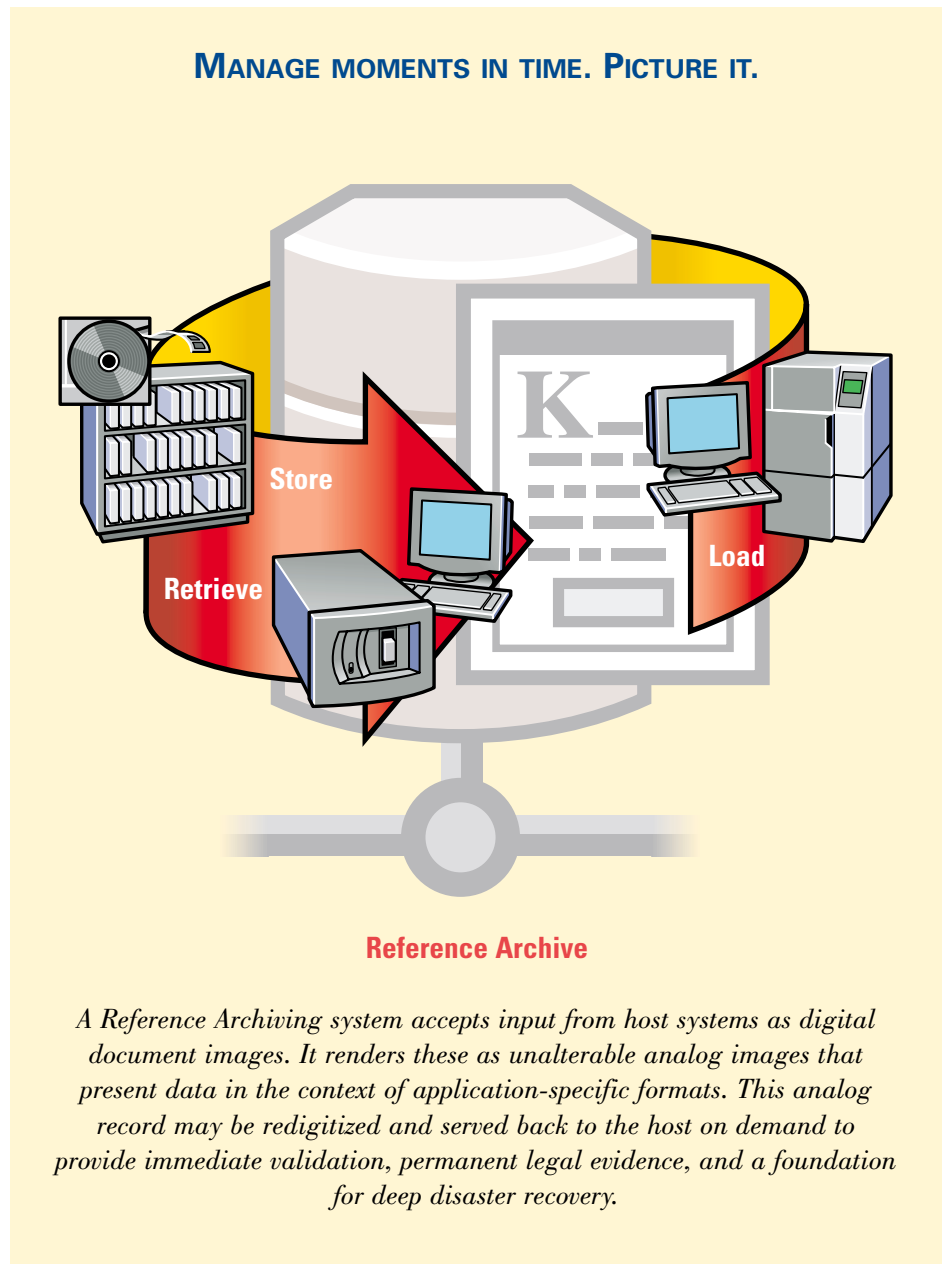 MANAGE MOMENTS IN TIME. PICTURE IT.
K
Store
Retrieve
Load
Reference Archive
A Reference Archiving system accepts input from host systems as digital
document images. It renders these as unalterable analog images that
present data in the context of application-specific formats. This analog
record may be redigitized and served back to the host on demand to
provide immediate validation, permanent legal evidence, and a foundation
for deep disaster recovery.